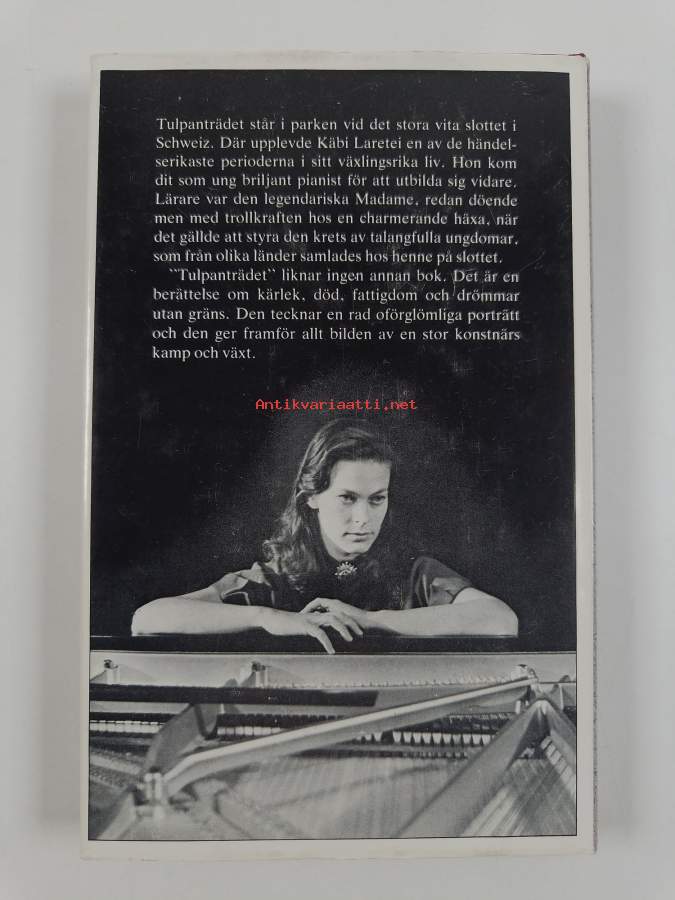 Tulpanträdet står i parken vid det stora vita slottet i
Schweiz. Där upplevde Käbi Laretei en av de händel-
serikaste perioderna i sitt växlingsrika liv. Hon kom
dit som ung briljant pianist för att utbilda sig vidare.
Lärare var den legendariska Madame, redan döende
men med trollkraften hos en charmerande häxa, när
det gällde att styra den krets av talangfulla ungdomar,
som från olika länder samlades hos henne på slottet.
"Tulpanträdet" liknar ingen annan bok. Det är en
berättelse om kärlek, död, fattigdom och drömmar
utan gräns. Den tecknar en rad oförglömliga porträtt
och den ger framför allt bilden av en stor konstnärs
kamp och växt.
Antikvariaatti.net